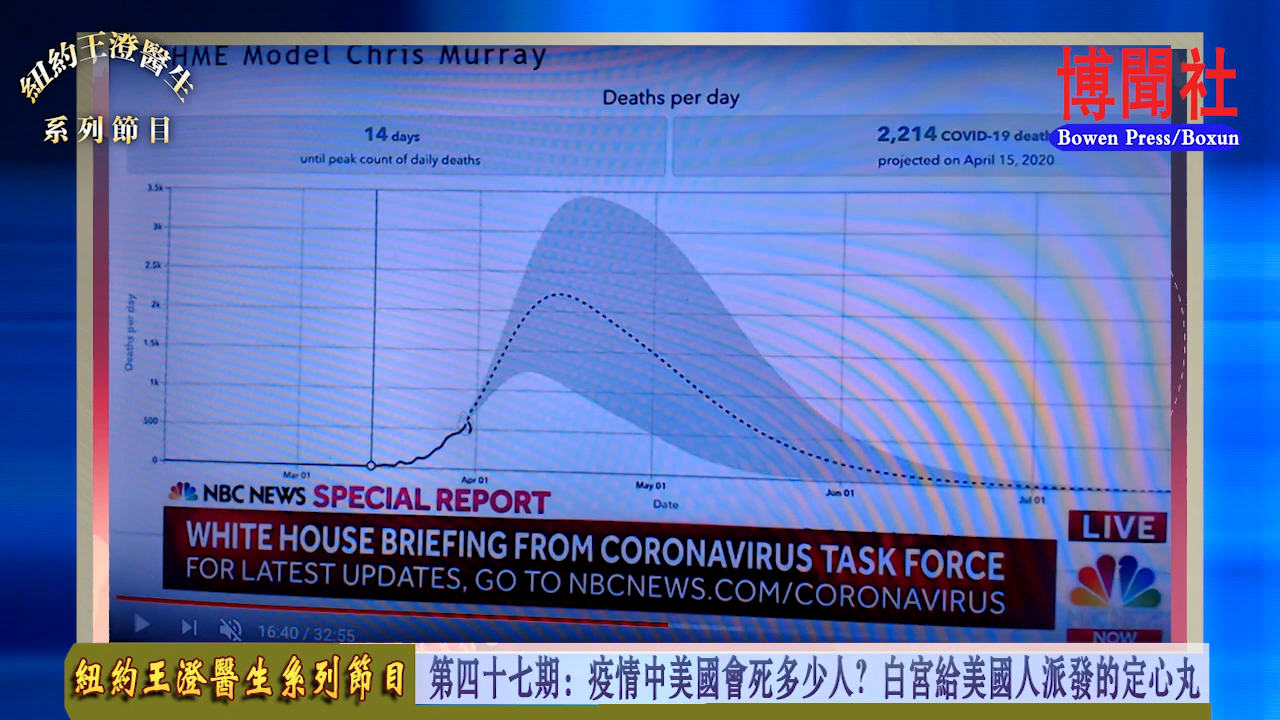 紐約王澄醫生
系列節目
HME Model Chris Murray
博聞社
Bowen Press/Boxun
Deaths per day
14 days
until peak count of daily deaths
2,214 COVID-19 death
projected on April 15, 2020
3.5k
3k
2.5k
2k
1.5k
1k
500
0
Deaths per day
Mar 01
Apr 01
May 01
Jun 01
Jul 01
Date
NBC NEWS SPECIAL REPORT
LIVE
WHITE HOUSE BRIEFING FROM CORONAVIRUS TASK FORCE
FOR LATEST UPDATES, GO TO NBCNEWS.COM/CORONAVIRUS
NOW
16:40 / 32:55
紐約王澄醫生系列節目
第四十七期：疫情中美國會死多少人？白宮給美國人派發的定心丸